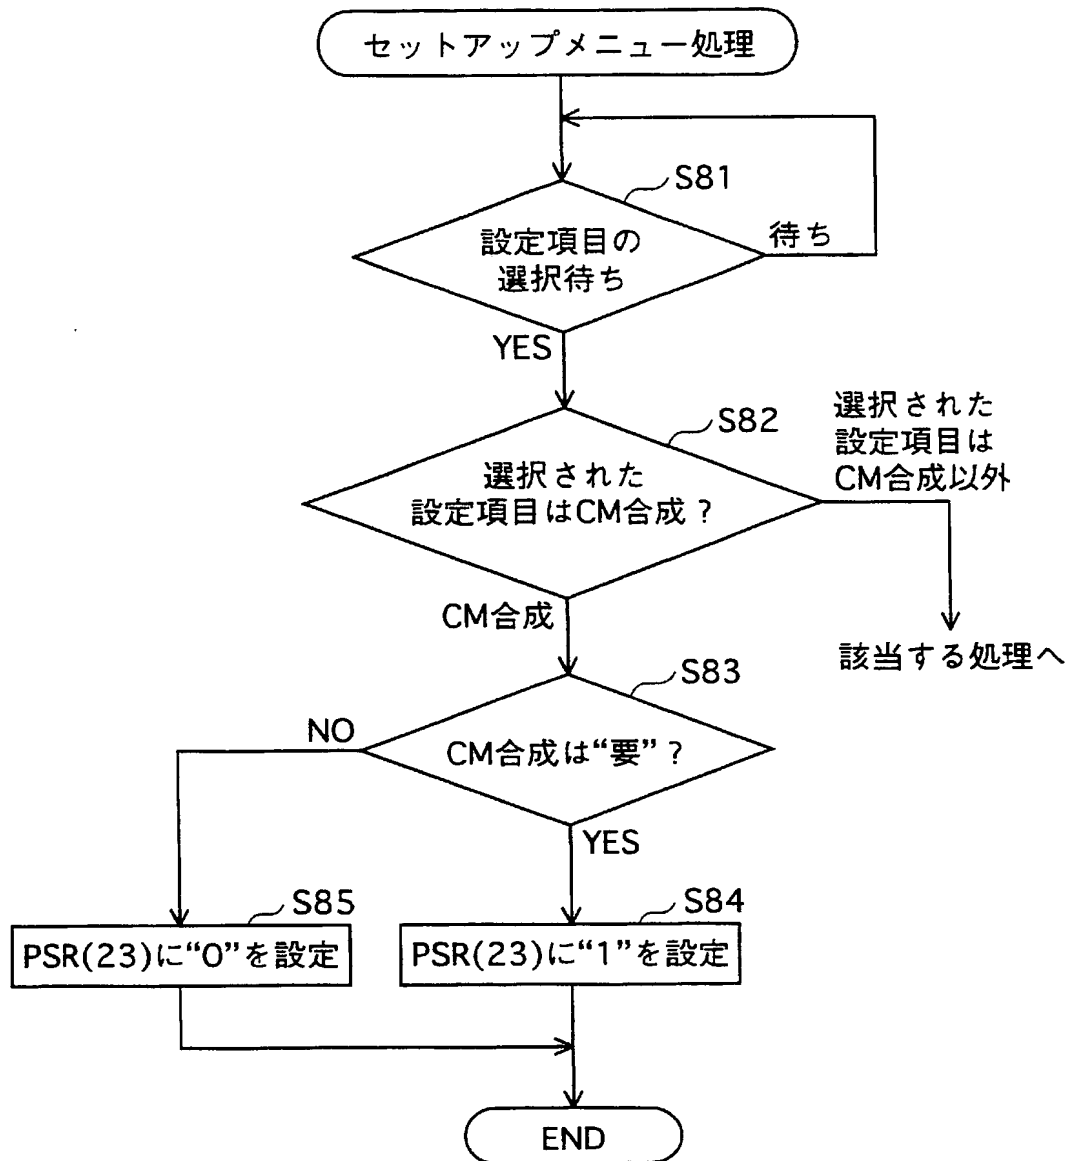 セットアップメニュー処理
S81
設定項目の
選択待ち
待ち
YES
S82
選択された
設定項目はCM合成？
選択された
設定項目は
CM合成以外
CM合成
該当する処理へ
S83
CM合成は“要”？
NO
YES
S85
PSR(23)に“0”を設定
S84
PSR(23)に“1”を設定
END